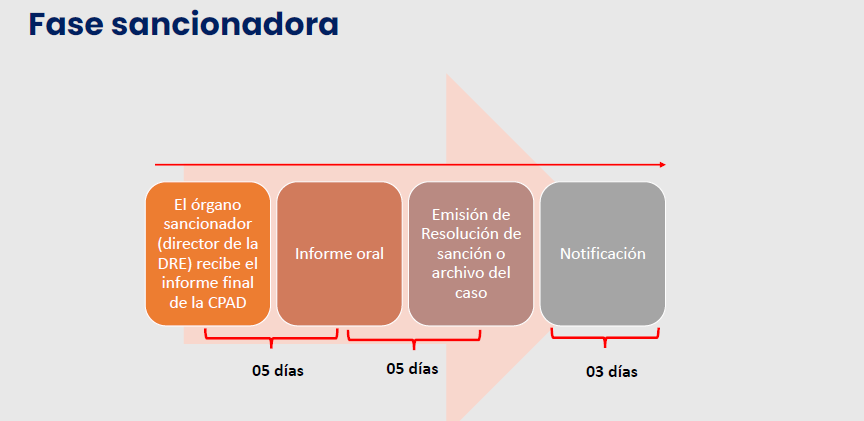 Fase sancionadora
El órgano
sancionador
(director de la
DRE) recibe el
informe final
de la CPAD
Informe oral
Emisión de
Resolución de
sanción o
archivo del
caso
Notificación
05 días
05 días
03 días